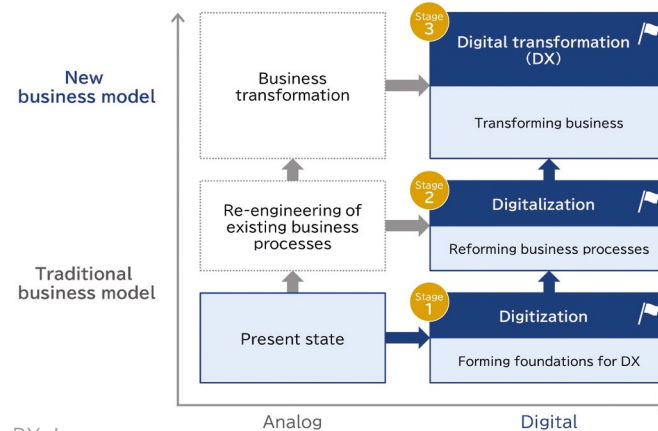 Stage
3
Digital transformation
(DX)
New
business model
Business
transformation
Transforming business
Stage
2
Digitalization
Re-engineering of
existing business
processes
Reforming business processes
Traditional
business model
Stage
1
Digitization
Present state
Forming foundations for DX
Analog
Digital